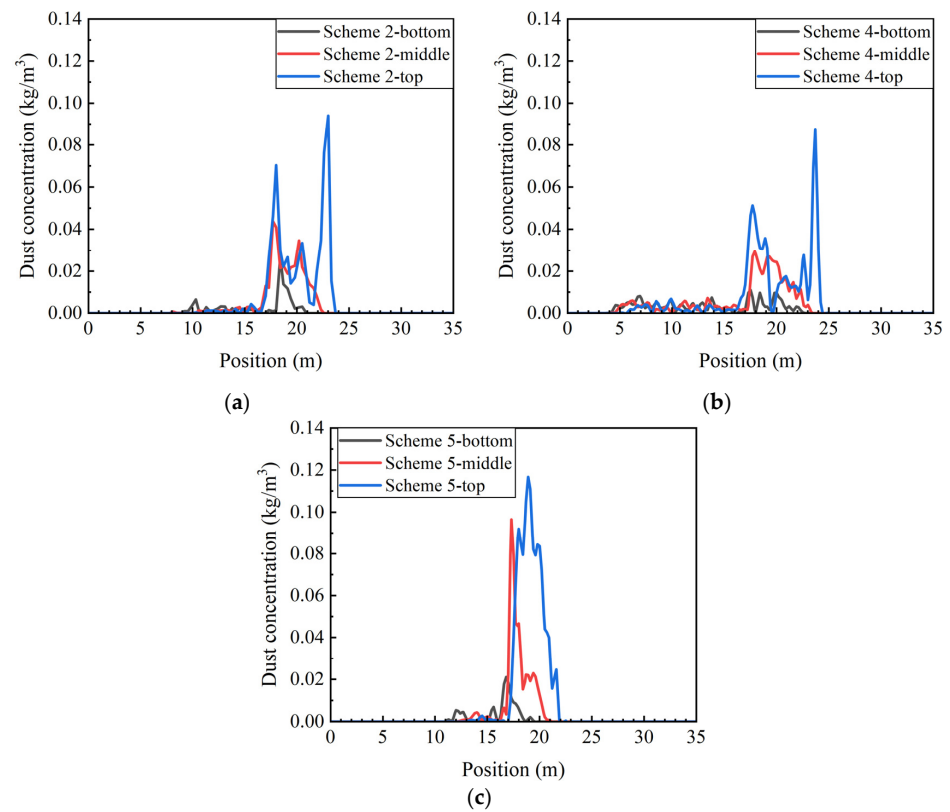 Scheme 2-bottom
Scheme 2-middle
Scheme 2-top
Dust concentration (kg/m³)
0.14
0.12
0.10
0.08
0.06
0.04
0.02
0.00
0 5 10 15 20 25 30 35
Position (m)
(a)
Scheme 4-bottom
Scheme 4-middle
Scheme 4-top
Dust concentration (kg/m³)
0.14
0.12
0.10
0.08
0.06
0.04
0.02
0.00
0 5 10 15 20 25 30 35
Position (m)
(b)
Scheme 5-bottom
Scheme 5-middle
Scheme 5-top
Dust concentration (kg/m³)
0.14
0.12
0.10
0.08
0.06
0.04
0.02
0.00
0 5 10 15 20 25 30 35
Position (m)
(c)